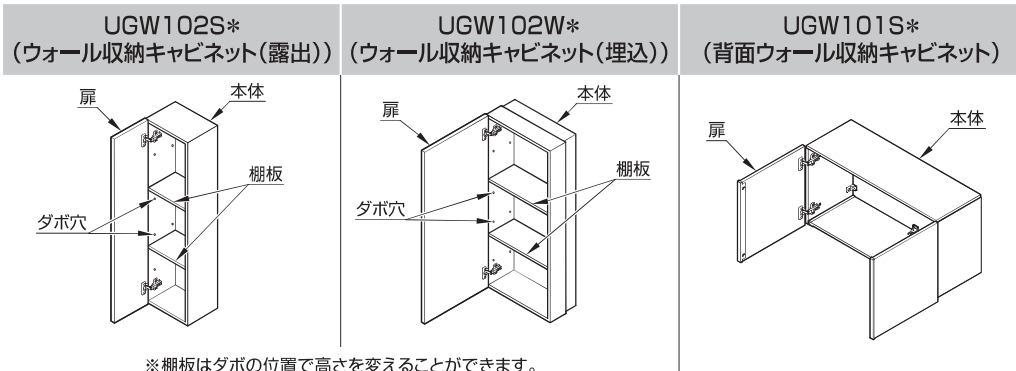 UGW102S*
(ウォール収納キャビネット(露出))
UGW102W*
(ウォール収納キャビネット(埋込))
UGW101S*
(背面ウォール収納キャビネット)
扉
本体
棚板
ダボ穴
扉
本体
棚板
ダボ穴
扉
本体
※棚板はダボの位置で高さを変えることができます。